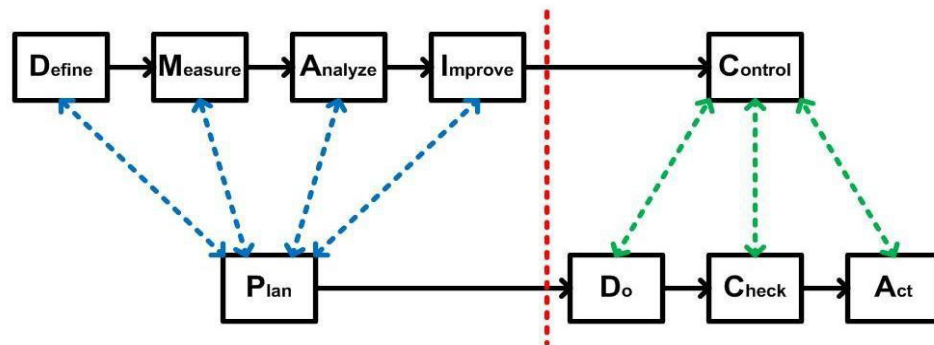 Define Measure Analyze Improve Control
Plan Do Check Act